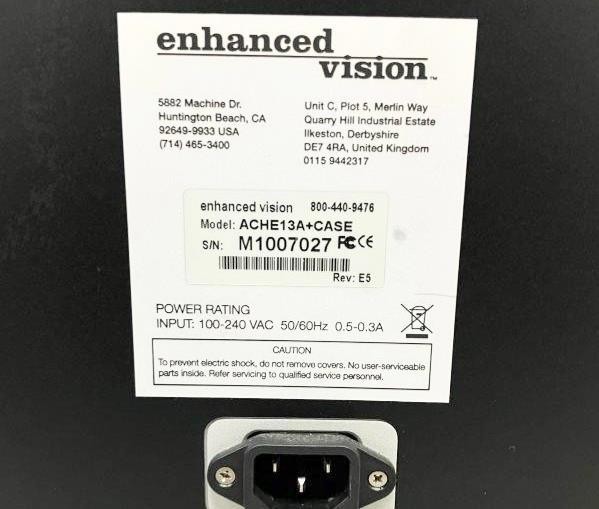 enhanced
vision™
5882 Machine Dr.
Huntington Beach, CA
92649-9933 USA
(714) 465-3400
Unit C, Plot 5, Merlin Way
Quarry Hill Industrial Estate
Ilkeston, Derbyshire
DE7 4RA, United Kingdom
0115 9442317
enhanced vision 800-440-9476
Model: ACHE13A+CASE
S/N: M1007027 FC CE
Rev: E5
POWER RATING
INPUT: 100-240 VAC 50/60Hz 0.5-0.3A
CAUTION
To prevent electric shock, do not remove covers. No user-serviceable
parts inside. Refer servicing to qualified service personnel.